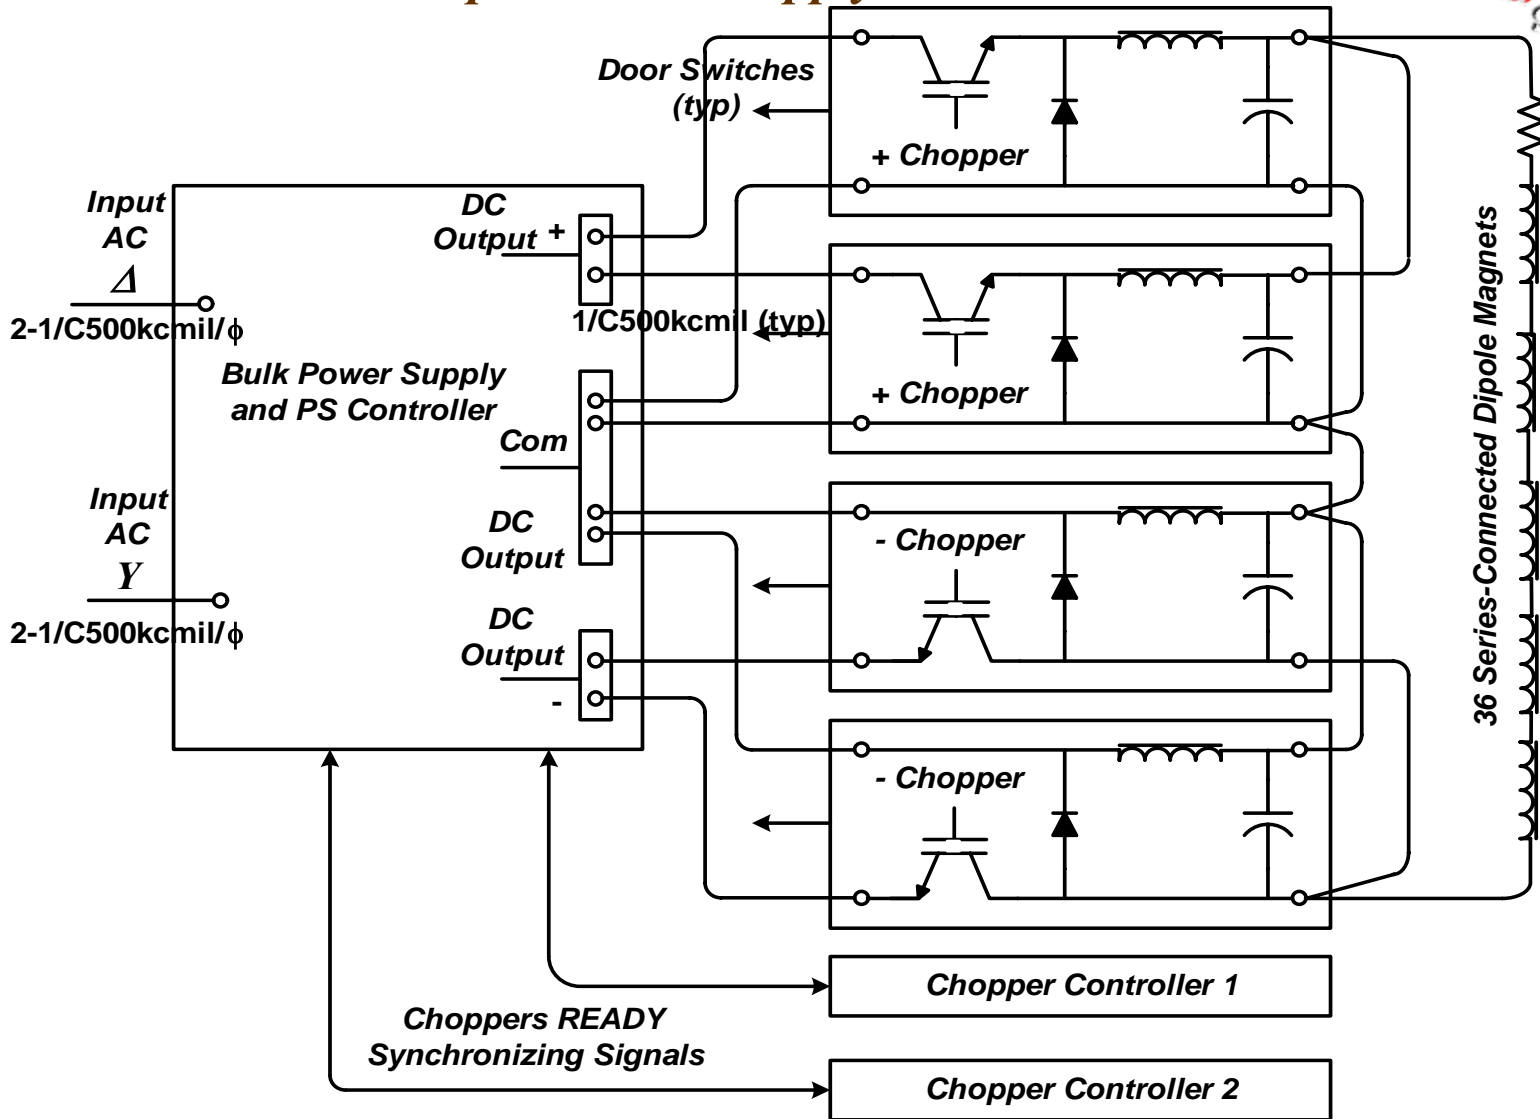 Door Switches
(typ)
+ Chopper
Input
AC
Δ
2-1/C500kcmil/ϕ
DC
Output +
1/C500kcmil (typ)
Bulk Power Supply
and PS Controller
+ Chopper
Com
36 Series-Connected Dipole Magnets
Input
AC
Y
2-1/C500kcmil/ϕ
DC
Output
- Chopper
DC
Output
-
- Chopper
Chopper Controller 1
Choppers READY
Synchronizing Signals
Chopper Controller 2